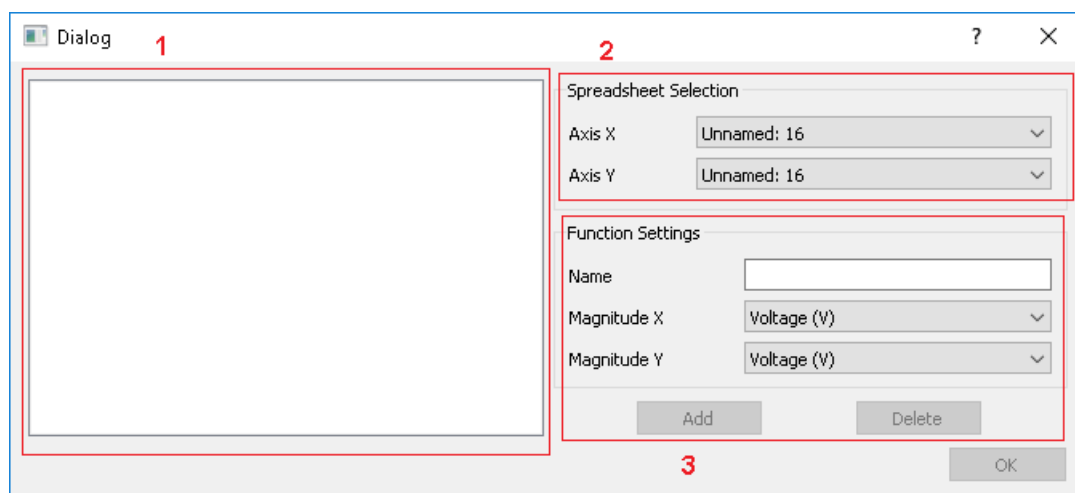 Dialog
?
1
2
Spreadsheet Selection
Axis X Unnamed: 16
Axis Y Unnamed: 16
Function Settings
Name
Magnitude X Voltage (V)
Magnitude Y Voltage (V)
Add Delete
3
OK